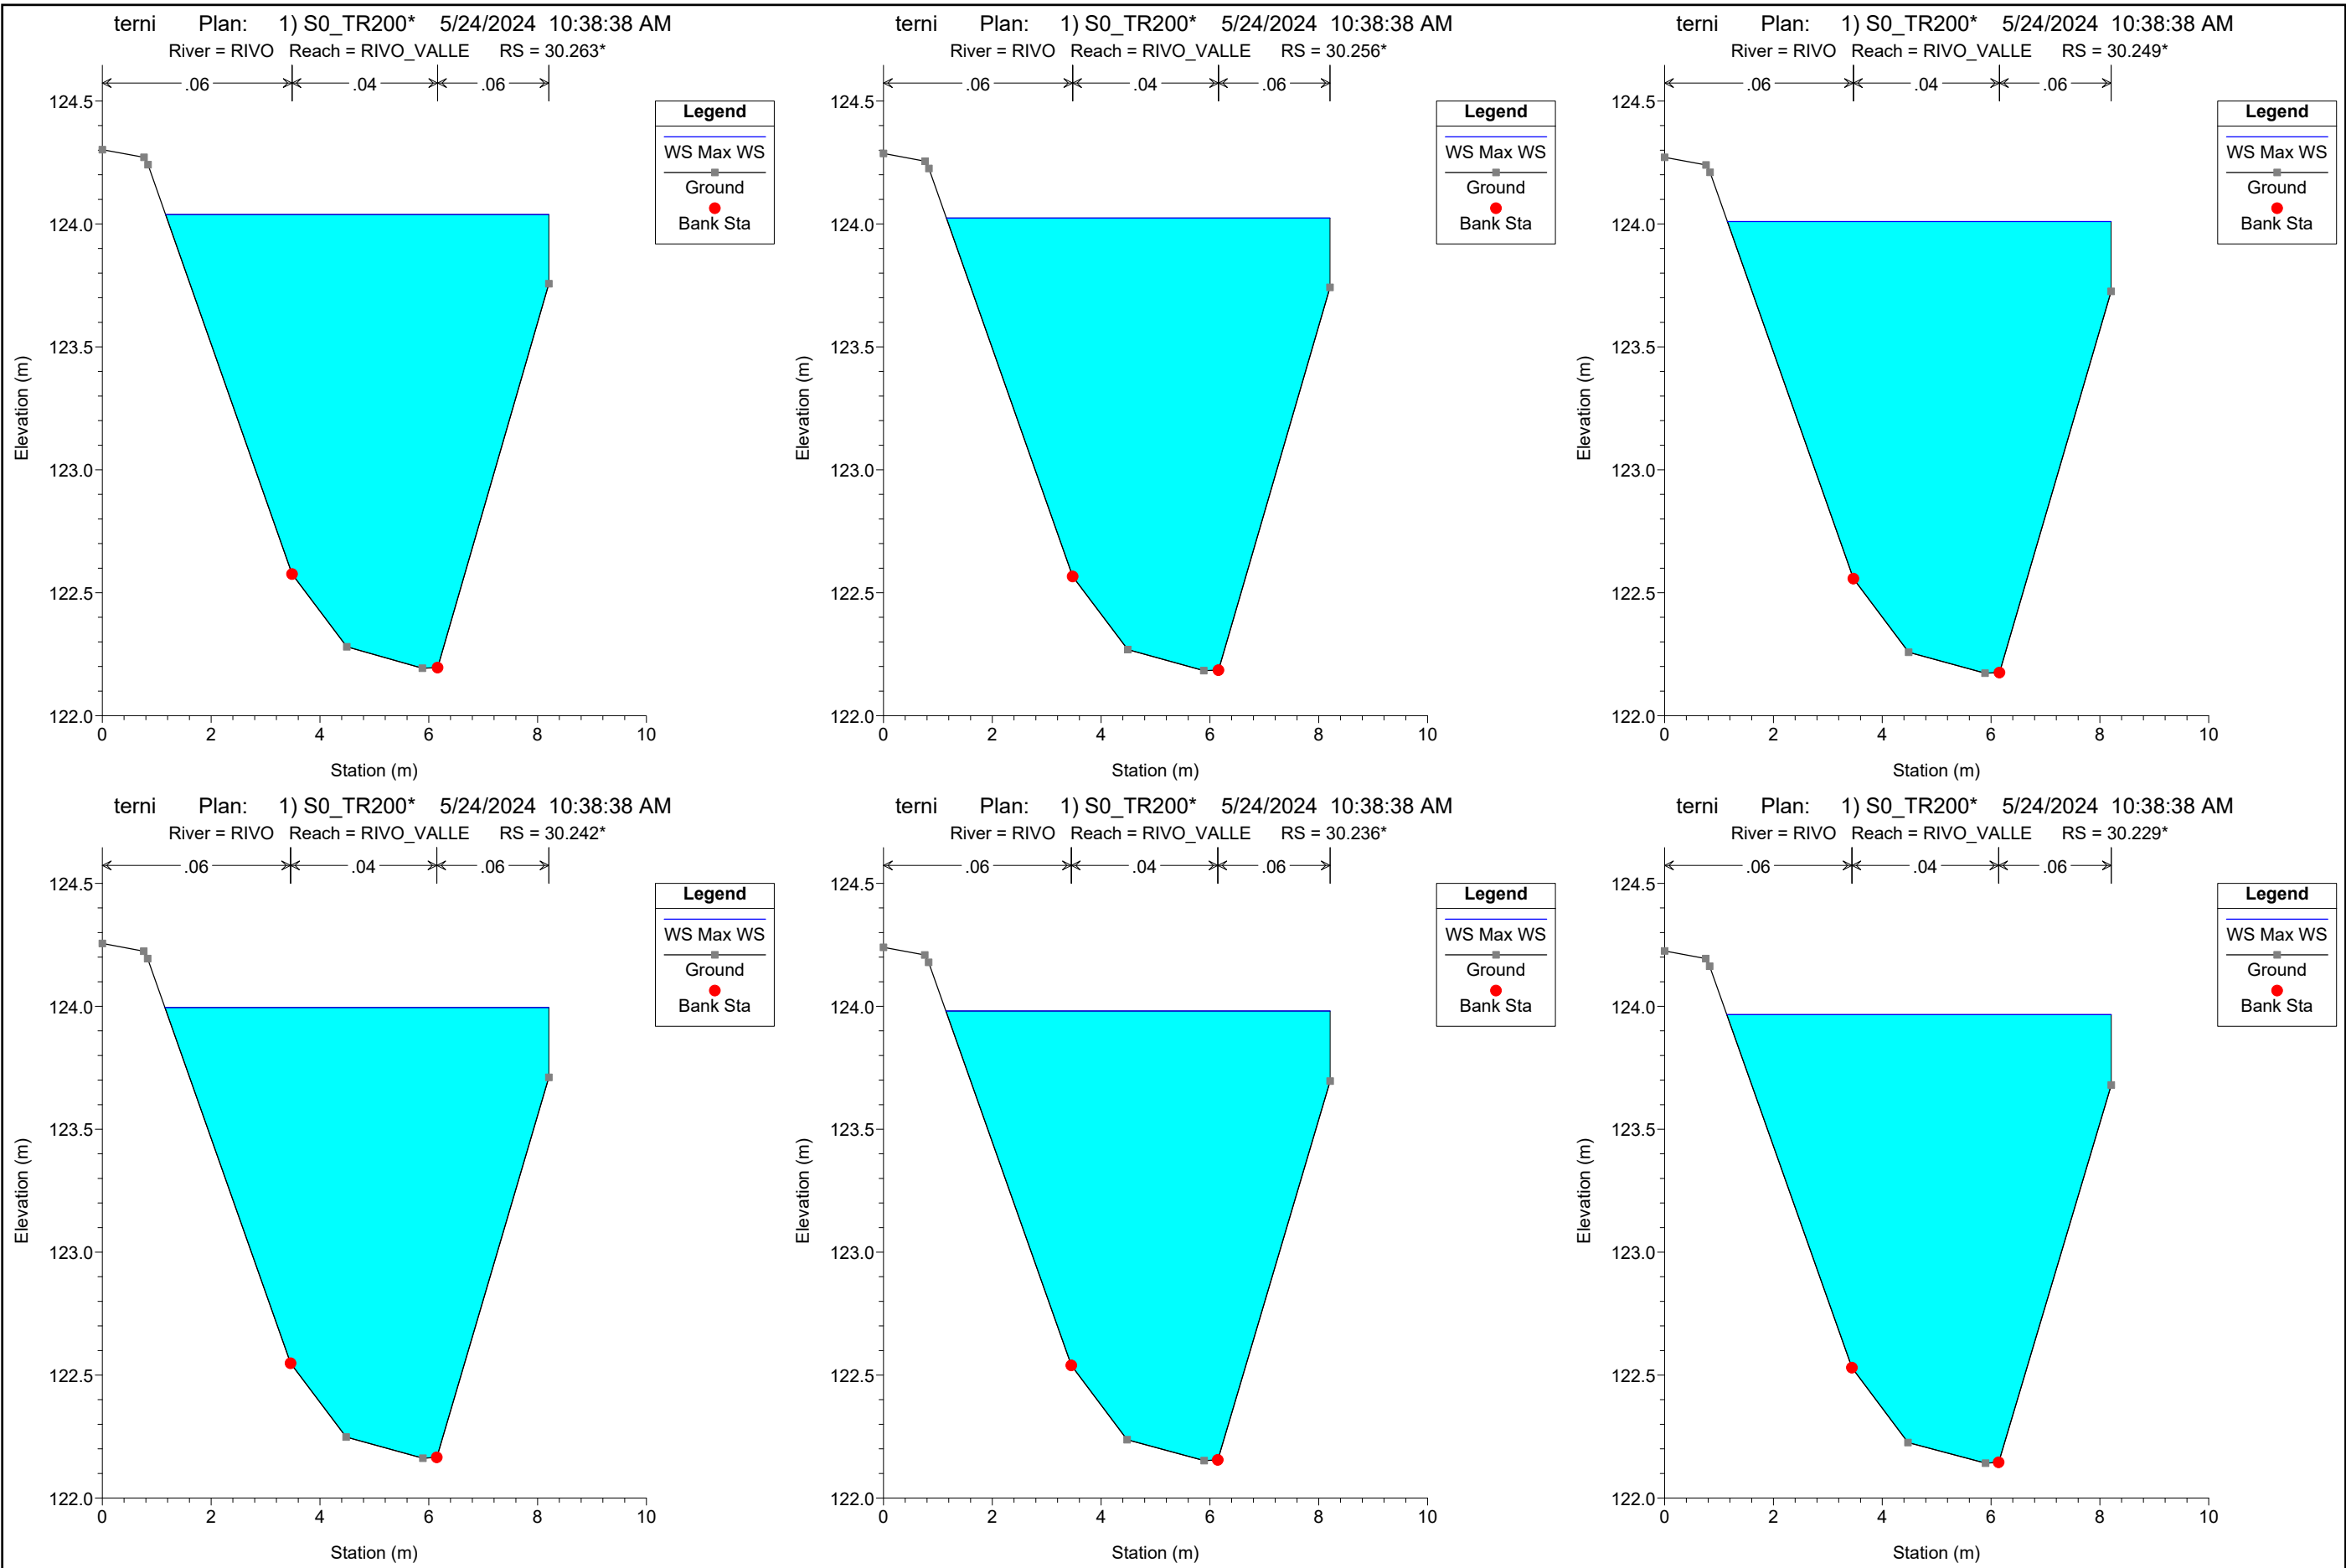 terni Plan: 1) S0_TR200* 5/24/2024 10:38:38 AM
River = RIVO Reach = RIVO_VALLE RS = 30.263*
.06 .04 .06
124.5
124.0
123.5
123.0
122.5
122.0
0 2 4 6 8 10
Elevation (m)
Station (m)
Legend
WS Max WS
Ground
Bank Sta
terni Plan: 1) S0_TR200* 5/24/2024 10:38:38 AM
River = RIVO Reach = RIVO_VALLE RS = 30.256*
.06 .04 .06
124.5
124.0
123.5
123.0
122.5
122.0
0 2 4 6 8 10
Elevation (m)
Station (m)
Legend
WS Max WS
Ground
Bank Sta
terni Plan: 1) S0_TR200* 5/24/2024 10:38:38 AM
River = RIVO Reach = RIVO_VALLE RS = 30.249*
.06 .04 .06
124.5
124.0
123.5
123.0
122.5
122.0
0 2 4 6 8 10
Elevation (m)
Station (m)
Legend
WS Max WS
Ground
Bank Sta
terni Plan: 1) S0_TR200* 5/24/2024 10:38:38 AM
River = RIVO Reach = RIVO_VALLE RS = 30.242*
.06 .04 .06
124.5
124.0
123.5
123.0
122.5
122.0
0 2 4 6 8 10
Elevation (m)
Station (m)
Legend
WS Max WS
Ground
Bank Sta
terni Plan: 1) S0_TR200* 5/24/2024 10:38:38 AM
River = RIVO Reach = RIVO_VALLE RS = 30.236*
.06 .04 .06
124.5
124.0
123.5
123.0
122.5
122.0
0 2 4 6 8 10
Elevation (m)
Station (m)
Legend
WS Max WS
Ground
Bank Sta
terni Plan: 1) S0_TR200* 5/24/2024 10:38:38 AM
River = RIVO Reach = RIVO_VALLE RS = 30.229*
.06 .04 .06
124.5
124.0
123.5
123.0
122.5
122.0
0 2 4 6 8 10
Elevation (m)
Station (m)
Legend
WS Max WS
Ground
Bank Sta